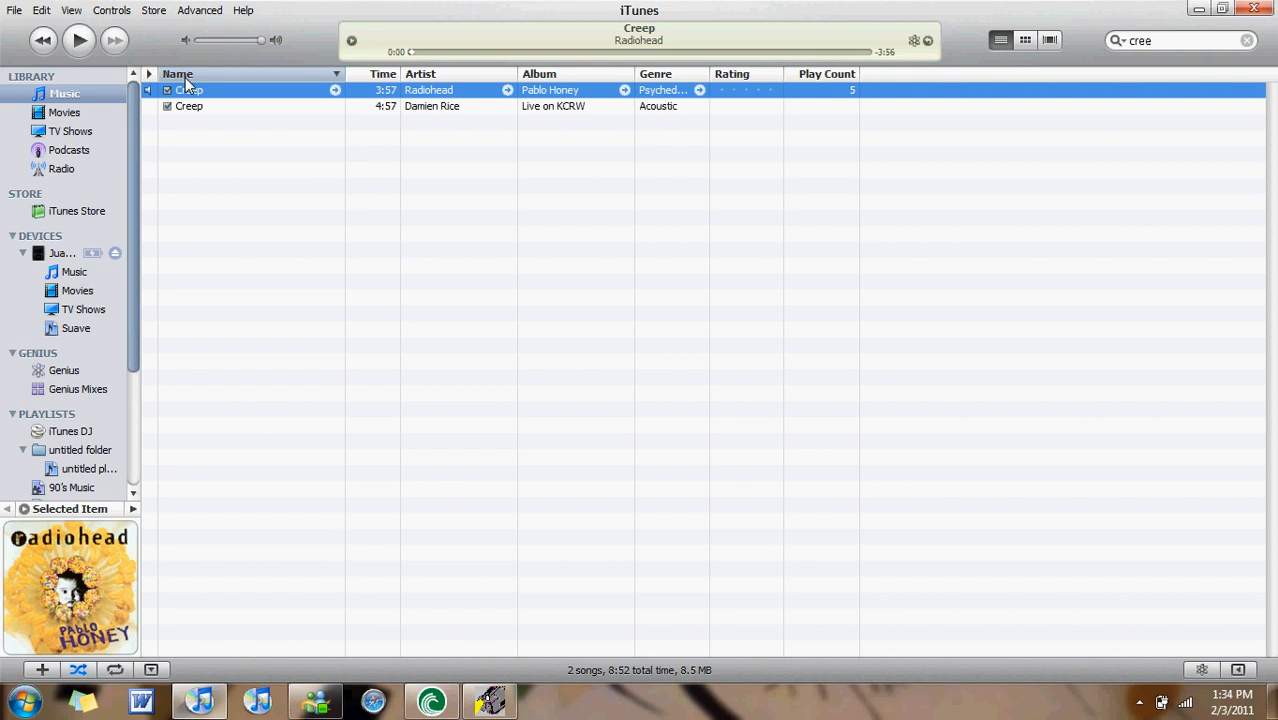 File Edit View Controls Store Advanced Help
iTunes
Creep
Radiohead
0:00
-3:56
cree
LIBRARY
Music
Movies
TV Shows
Podcasts
Radio
STORE
iTunes Store
DEVICES
Jua...
Music
Movies
TV Shows
Suave
GENIUS
Genius
Genius Mixes
PLAYLISTS
iTunes DJ
untitled folder
untitled pl...
90's Music
Selected Item
radiohead
PABLO
HONEY
Name Time Artist Album Genre Rating Play Count
Creep 3:57 Radiohead Pablo Honey Psyched... 5
Creep 4:57 Damien Rice Live on KCRW Acoustic
2 songs, 8:52 total time, 8.5 MB
W
1:34 PM
2/3/2011